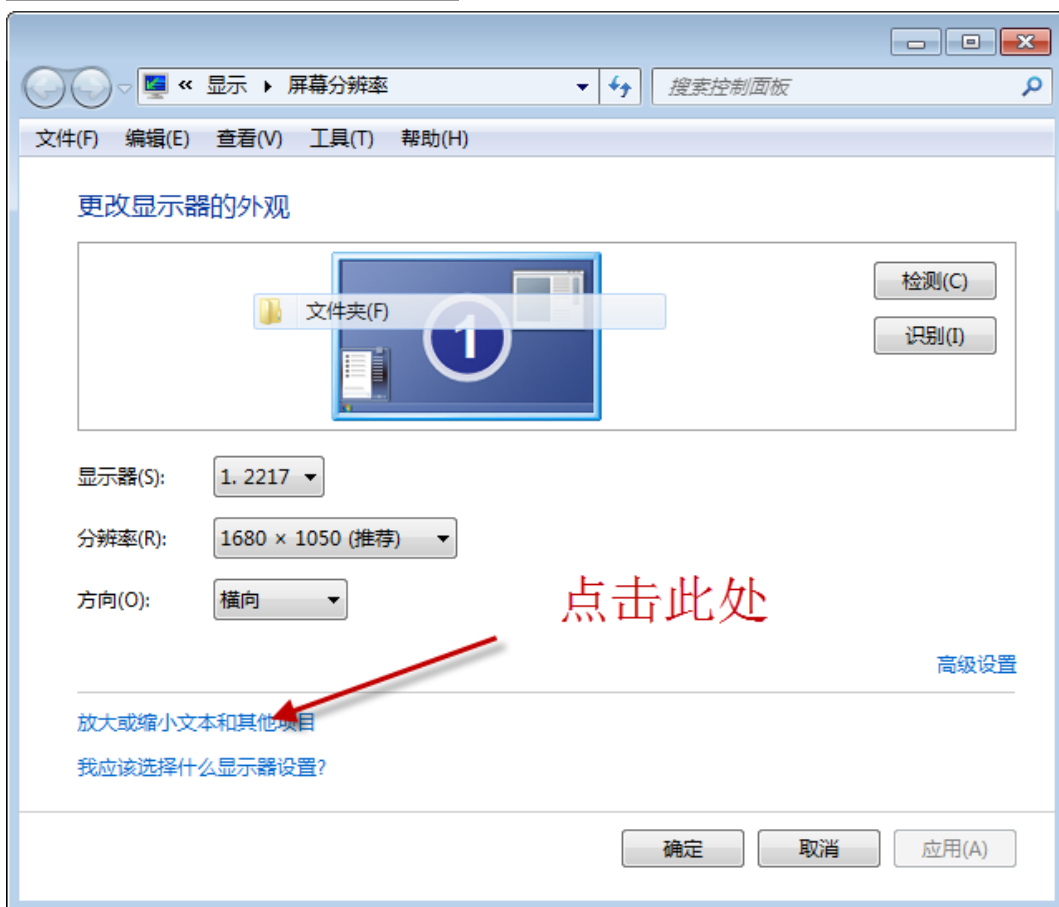 « 显示 ▸ 屏幕分辨率 搜索控制面板
文件(F) 编辑(E) 查看(V) 工具(T) 帮助(H)
更改显示器的外观
检测(C)
文件夹(F)
1
识别(I)
显示器(S): 1. 2217
分辨率(R): 1680 × 1050 (推荐)
方向(O): 横向
点击此处
高级设置
放大或缩小文本和其他项目
我应该选择什么显示器设置?
确定 取消 应用(A)